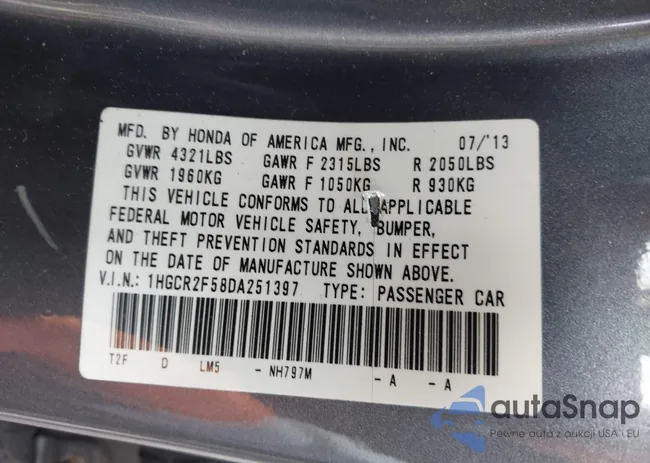 MFD. BY HONDA OF AMERICA MFG., INC. 07/'13
GVWR 4321LBS GAWR F 2315LBS R 2050LBS
GVWR 1960KG GAWR F 1050KG R 930KG
THIS VEHICLE CONFORMS TO ALL APPLICABLE
FEDERAL MOTOR VEHICLE SAFETY, BUMPER,
AND THEFT PREVENTION STANDARDS IN EFFECT
ON THE DATE OF MANUFACTURE SHOWN ABOVE.
V.I.N.: 1HGCR2F58DA251397 TYPE: PASSENGER CAR
T2F D LM5 - NH797M - A - A
autaSnap
Pewne auta z aukcji USA i EU